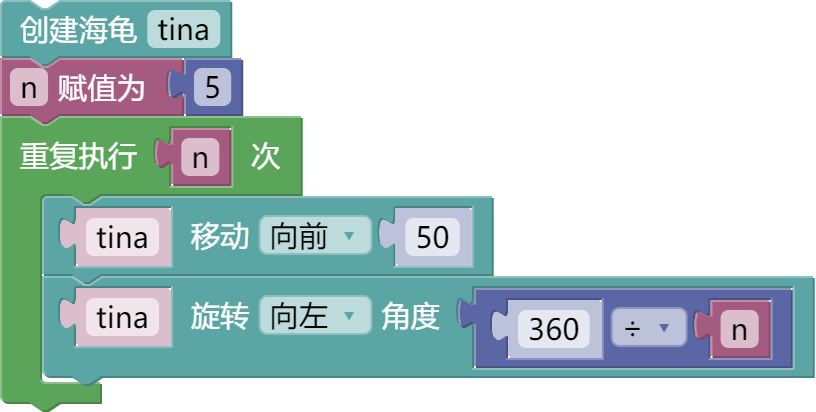 创建海龟 tina
n 赋值为 5
重复执行 n 次
tina 移动 向前 50
tina 旋转 向左 角度 360 ÷ n